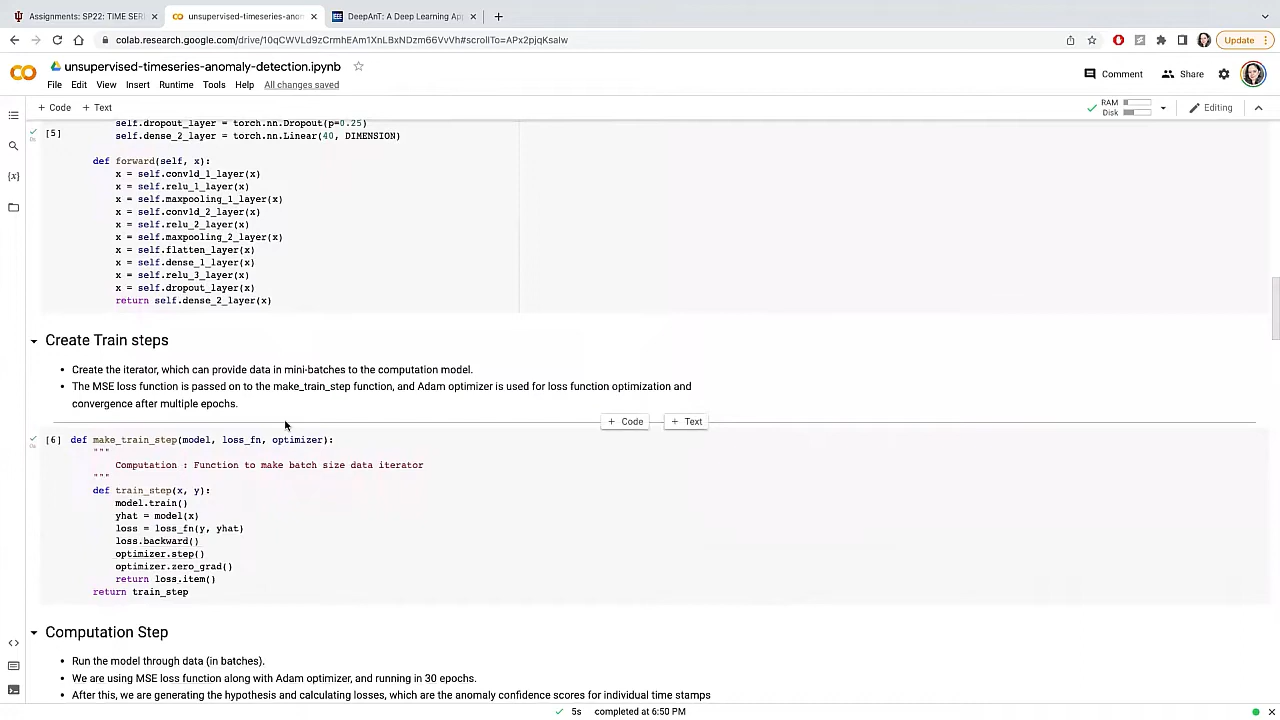 Assignments: SP22: TIME SERI
unsupervised-timeseries-anom
DeepAnT: A Deep Learning App
colab.research.google.com/drive/10qCWVLd9zCrmhEAm1XnLBxNDzm66VvVh#scrollTo=APx2pjqKsalw
Update
unsupervised-timeseries-anomaly-detection.ipynb
Comment
Share
File Edit View Insert Runtime Tools Help All changes saved
+ Code + Text
RAM
Disk
Editing
self.dropout_layer = torch.nn.Dropout(p=0.25)
[5]
self.dense_2_layer = torch.nn.Linear(40, DIMENSION)
def forward(self, x):
x = self.conv1d_1_layer(x)
x = self.relu_1_layer(x)
x = self.maxpooling_1_layer(x)
x = self.conv1d_2_layer(x)
x = self.relu_2_layer(x)
x = self.maxpooling_2_layer(x)
x = self.flatten_layer(x)
x = self.dense_1_layer(x)
x = self.relu_3_layer(x)
x = self.dropout_layer(x)
return self.dense_2_layer(x)
Create Train steps
• Create the iterator, which can provide data in mini-batches to the computation model.
• The MSE loss function is passed on to the make_train_step function, and Adam optimizer is used for loss function optimization and
convergence after multiple epochs.
+ Code + Text
[6] def make_train_step(model, loss_fn, optimizer):
"""
Computation : Function to make batch size data iterator
"""
def train_step(x, y):
model.train()
yhat = model(x)
loss = loss_fn(y, yhat)
loss.backward()
optimizer.step()
optimizer.zero_grad()
return loss.item()
return train_step
Computation Step
• Run the model through data (in batches).
• We are using MSE loss function along with Adam optimizer, and running in 30 epochs.
• After this, we are generating the hypothesis and calculating losses, which are the anomaly confidence scores for individual time stamps
5s completed at 6:50 PM